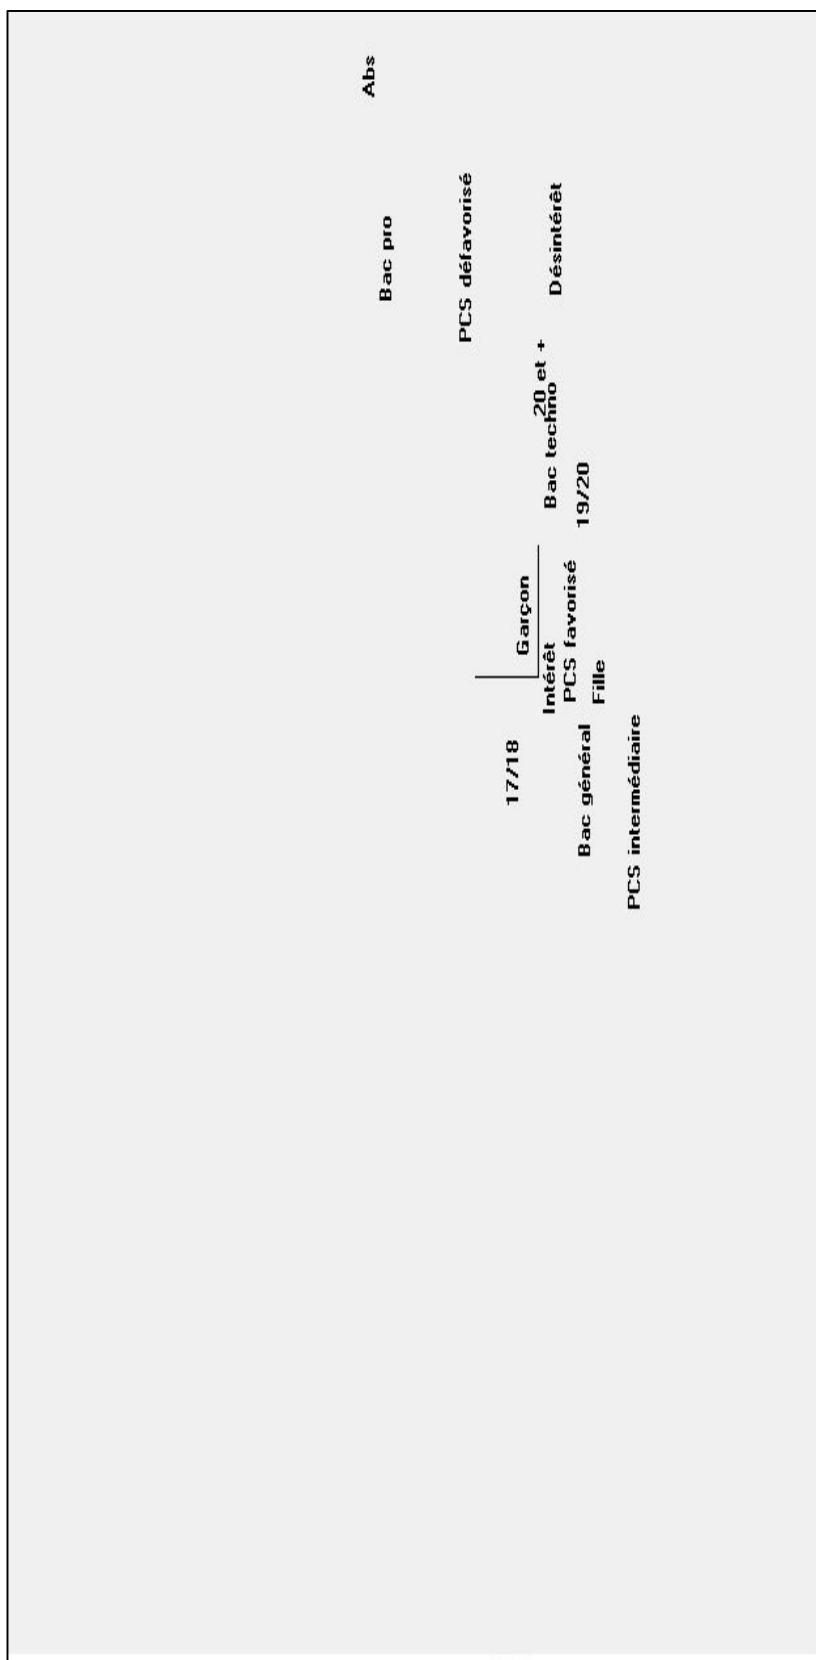 Abs
Bac pro
PCS défavorisé
Désintérêt
20 et +
Bac techno
19/20
Garçon
PCS favorisé
Intérêt
Fille
17/18
Bac général
PCS intermédiaire